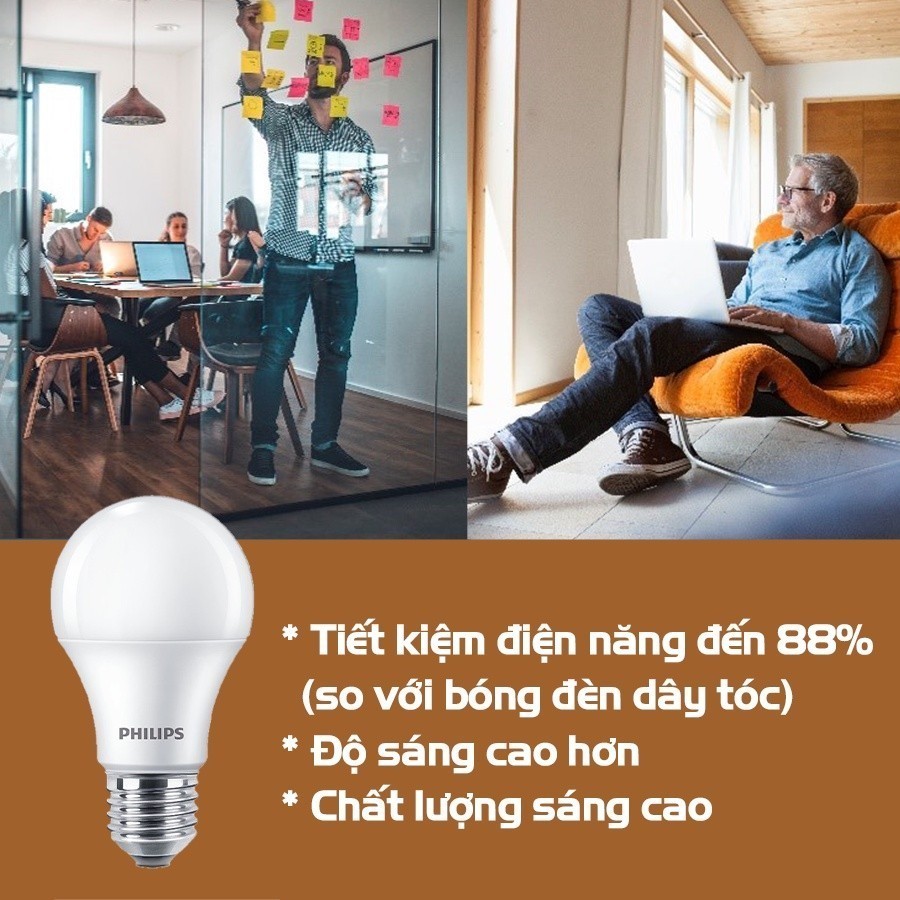 * Tiết kiệm điện năng đến 88%
(so với bóng đèn dây tóc)
PHILIPS
* Độ sáng cao hơn
* Chất lượng sáng cao